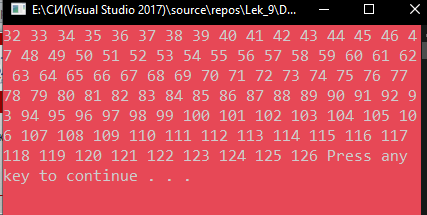 E:\СИ(Visual Studio 2017)\source\repos\Lek_9\D...
32 33 34 35 36 37 38 39 40 41 42 43 44 45 46 4
7 48 49 50 51 52 53 54 55 56 57 58 59 60 61 62
 63 64 65 66 67 68 69 70 71 72 73 74 75 76 77
78 79 80 81 82 83 84 85 86 87 88 89 90 91 92 9
3 94 95 96 97 98 99 100 101 102 103 104 105 10
6 107 108 109 110 111 112 113 114 115 116 117
118 119 120 121 122 123 124 125 126 Press any
key to continue . . .